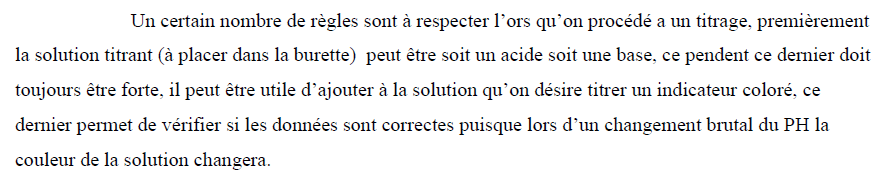 Un certain nombre de règles sont à respecter l’ors qu’on procédé a un titrage, premièrement
la solution titrant (à placer dans la burette)  peut être soit un acide soit une base, ce pendent ce dernier doit
toujours être forte, il peut être utile d’ajouter à la solution qu’on désire titrer un indicateur coloré, ce
dernier permet de vérifier si les données sont correctes puisque lors d’un changement brutal du PH la
couleur de la solution changera.